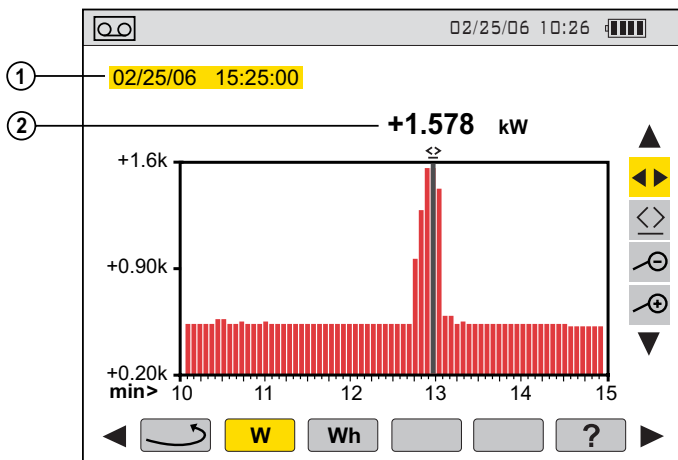 02/25/06 10:26
1 02/25/06 15:25:00
2 +1.578 kW
<>
+1.6k
<>
+0.90k
+0.20k
min> 10 11 12 13 14 15
W Wh ?